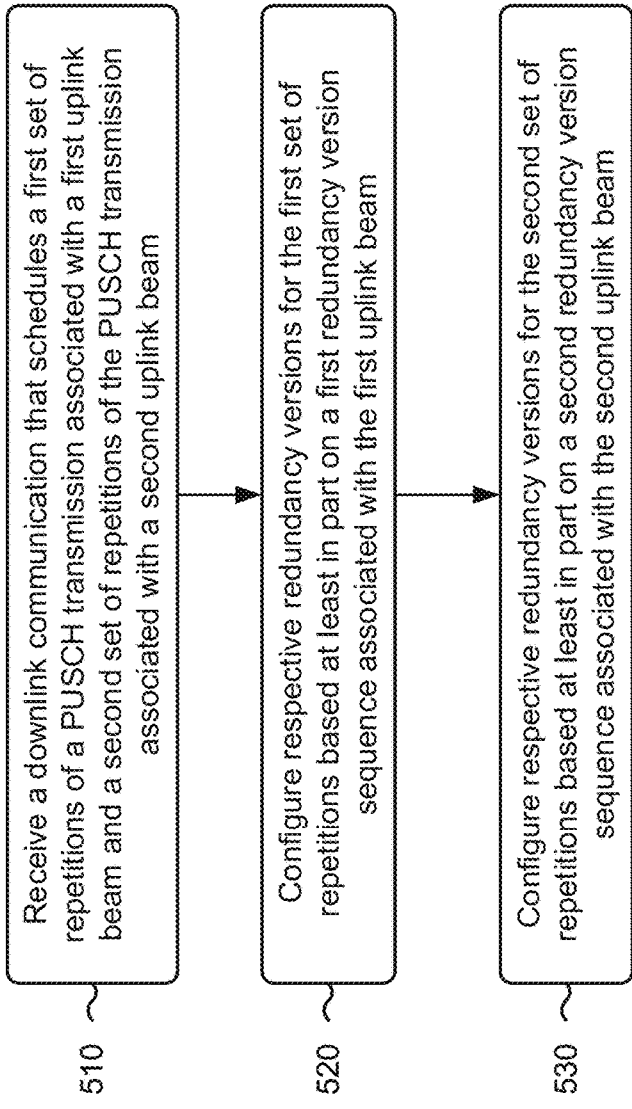 510
Receive a downlink communication that schedules a first set of
repetitions of a PUSCH transmission associated with a first uplink
beam and a second set of repetitions of the PUSCH transmission
associated with a second uplink beam
520
Configure respective redundancy versions for the first set of
repetitions based at least in part on a first redundancy version
sequence associated with the first uplink beam
530
Configure respective redundancy versions for the second set of
repetitions based at least in part on a second redundancy version
sequence associated with the second uplink beam